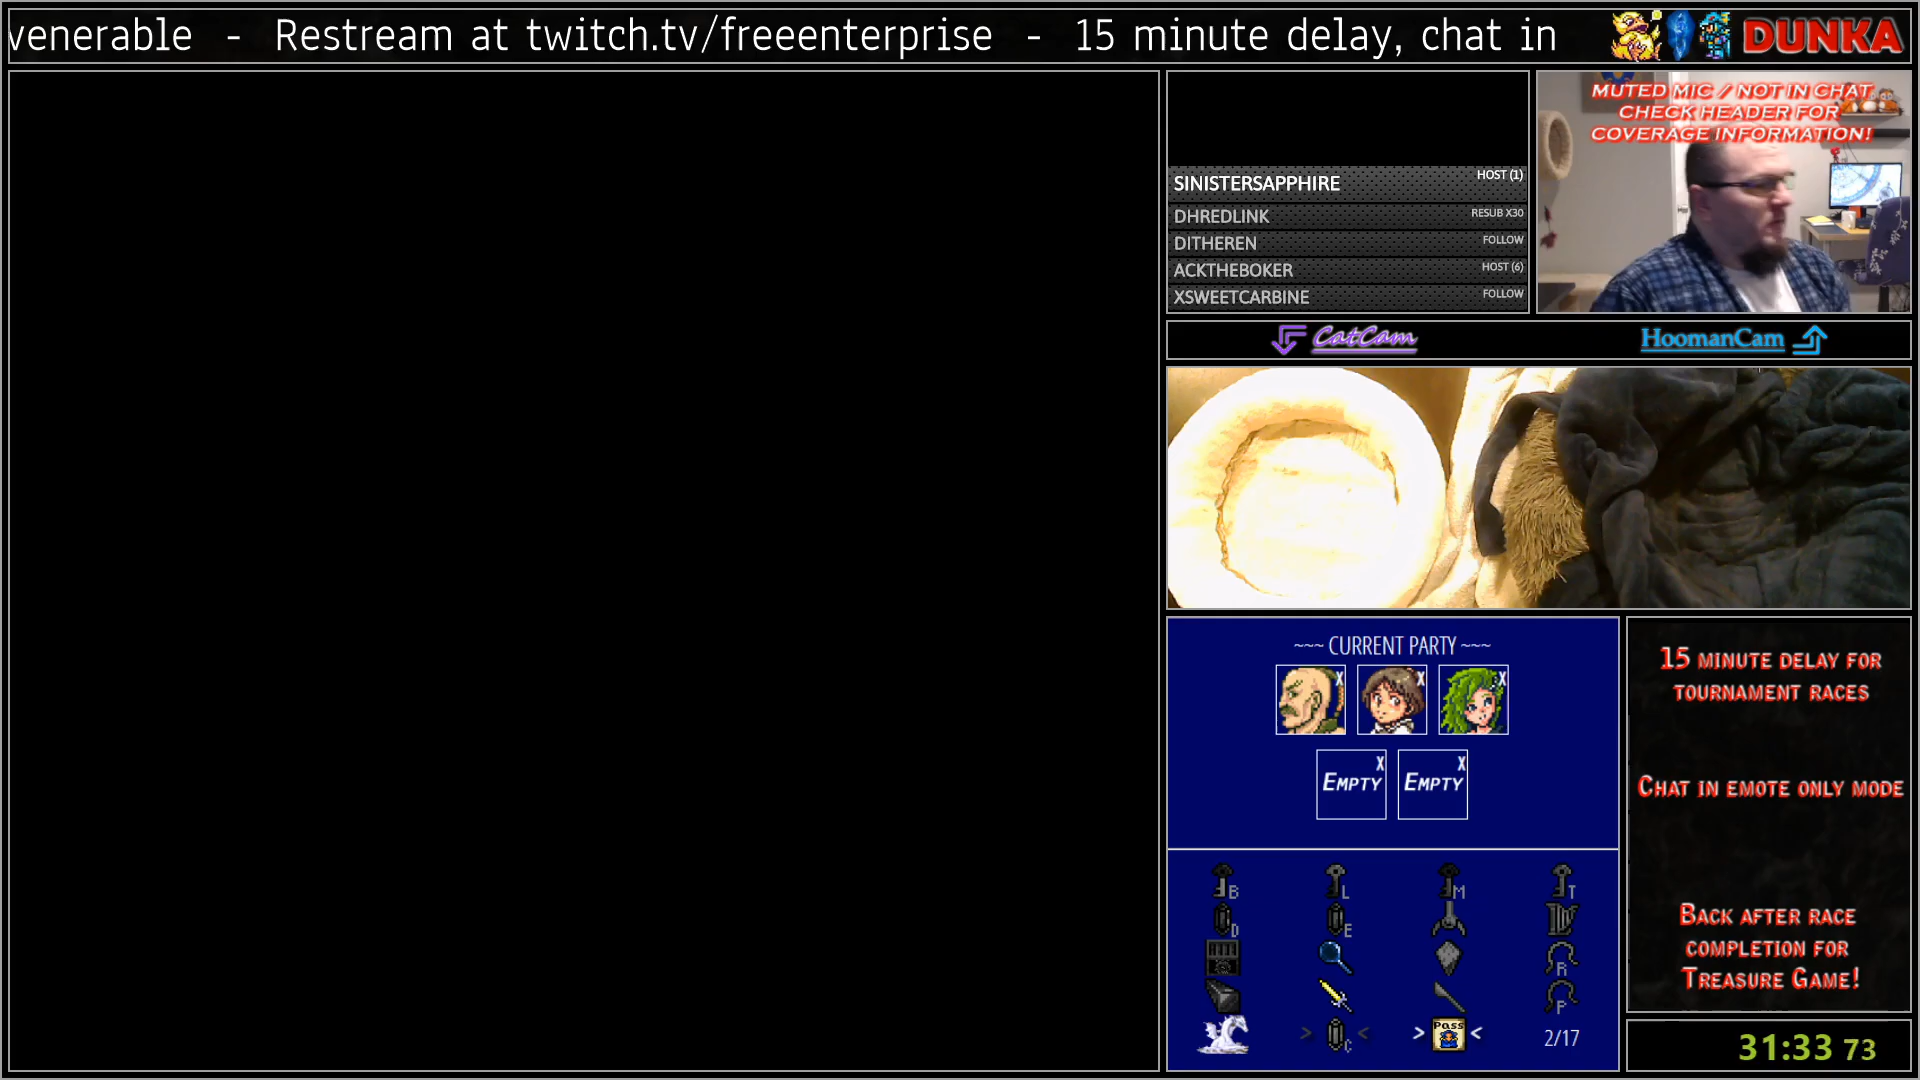 venerable - Restream at twitch.tv/freeenterprise - 15 minute delay, chat in
DUNKA
MUTED MIC / NOT IN CHAT
CHECK HEADER FOR
COVERAGE INFORMATION!
SINISTERSAPPHIRE HOST (1)
DHREDLINK RESUB X30
DITHEREN FOLLOW
ACKTHEBOKER HOST (6)
XSWEETCARBINE FOLLOW
CatCam
HoomanCam
~~~ CURRENT PARTY ~~~
X X X
X X
EMPTY EMPTY
B L M T
D E
R
P
C
> < > Pass < 2/17
15 MINUTE DELAY FOR
TOURNAMENT RACES
CHAT IN EMOTE ONLY MODE
BACK AFTER RACE
COMPLETION FOR
TREASURE GAME!
31:33 73